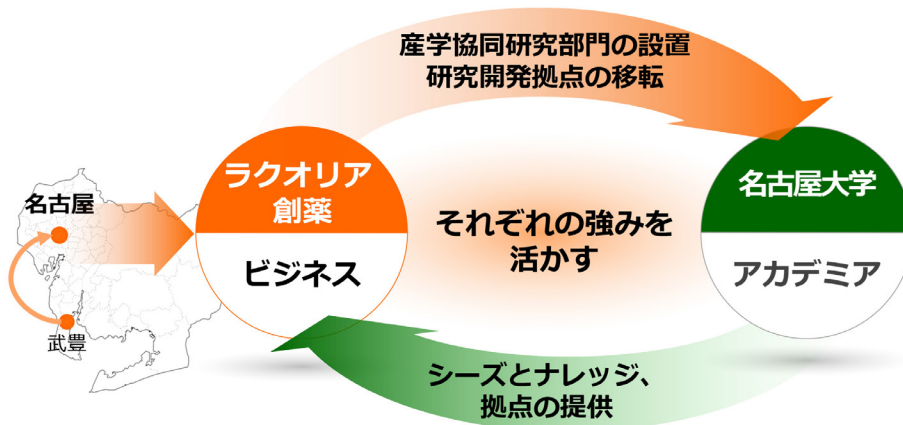 産学協同研究部門の設置
研究開発拠点の移転
ラクオリア
創薬
ビジネス
名古屋
武豊
それぞれの強みを
活かす
名古屋大学
アカデミア
シーズとナレッジ、
拠点の提供